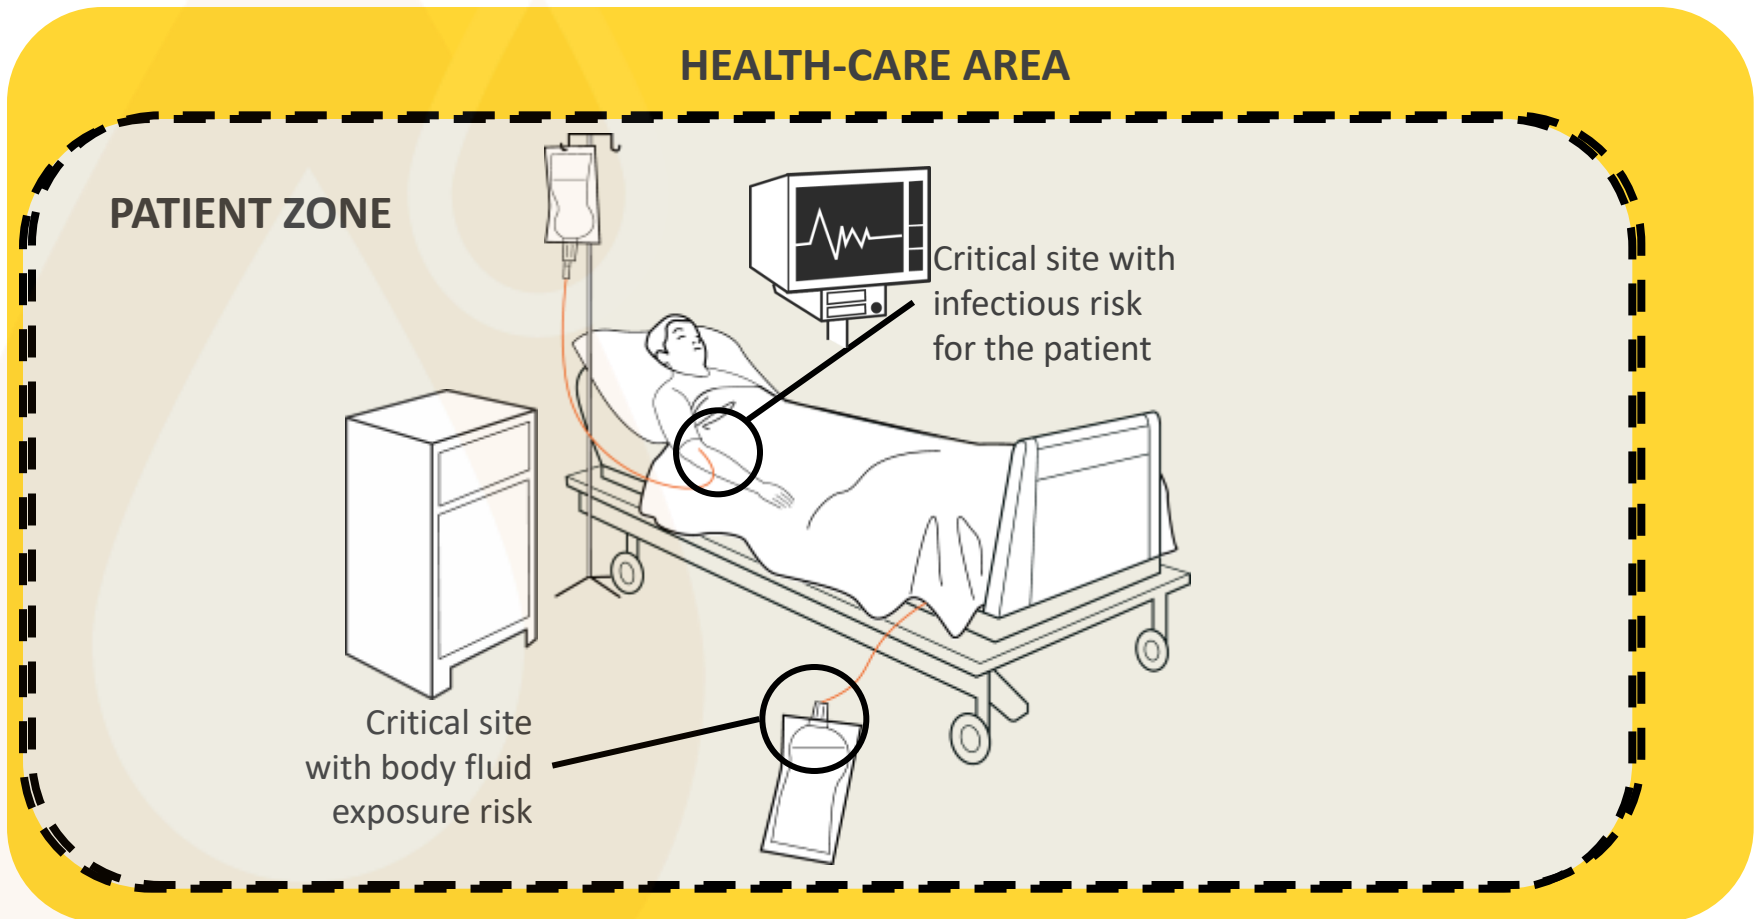 HEALTH-CARE AREA
PATIENT ZONE
Critical site with
infectious risk
for the patient
Critical site
with body fluid
exposure risk